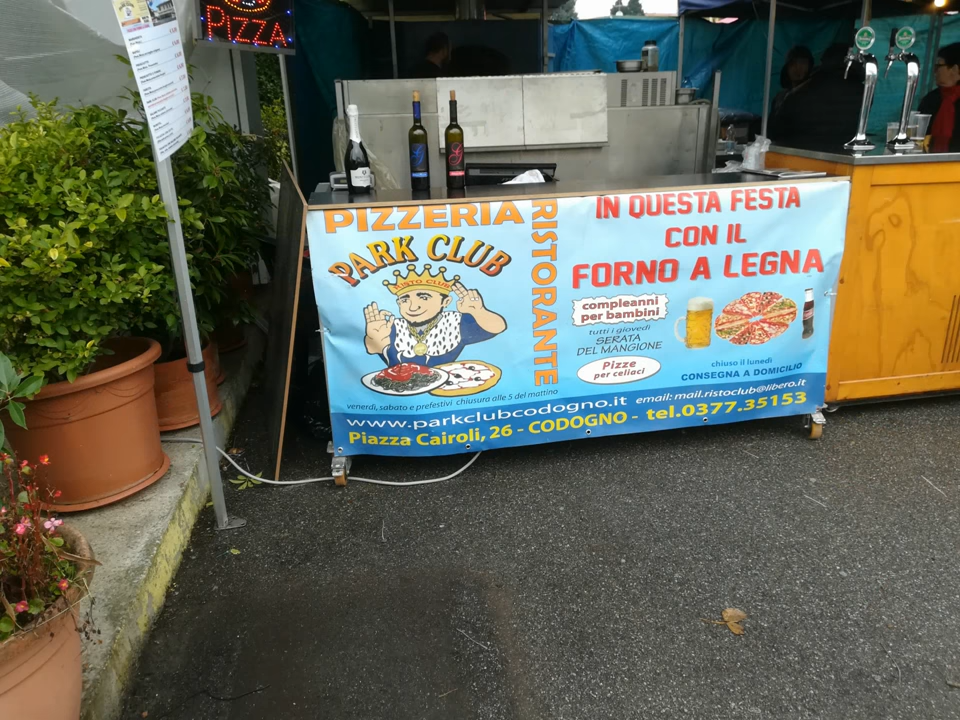 PIZZA
PIZZERIA
RISTORANTE
PARK CLUB
RISTO CLUB
venerdì, sabato e prefestivi chiusura alle 5 del mattino
IN QUESTA FESTA
CON IL
FORNO A LEGNA
compleanni
per bambini
tutti i giovedì
SERATA
DEL MANGIONE
Pizze
per celiaci
chiuso il lunedì
CONSEGNA A DOMICILIO
www.parkclubcodogno.it email: mail.ristoclub@libero.it
Piazza Cairoli, 26 - CODOGNO - tel.0377.35153